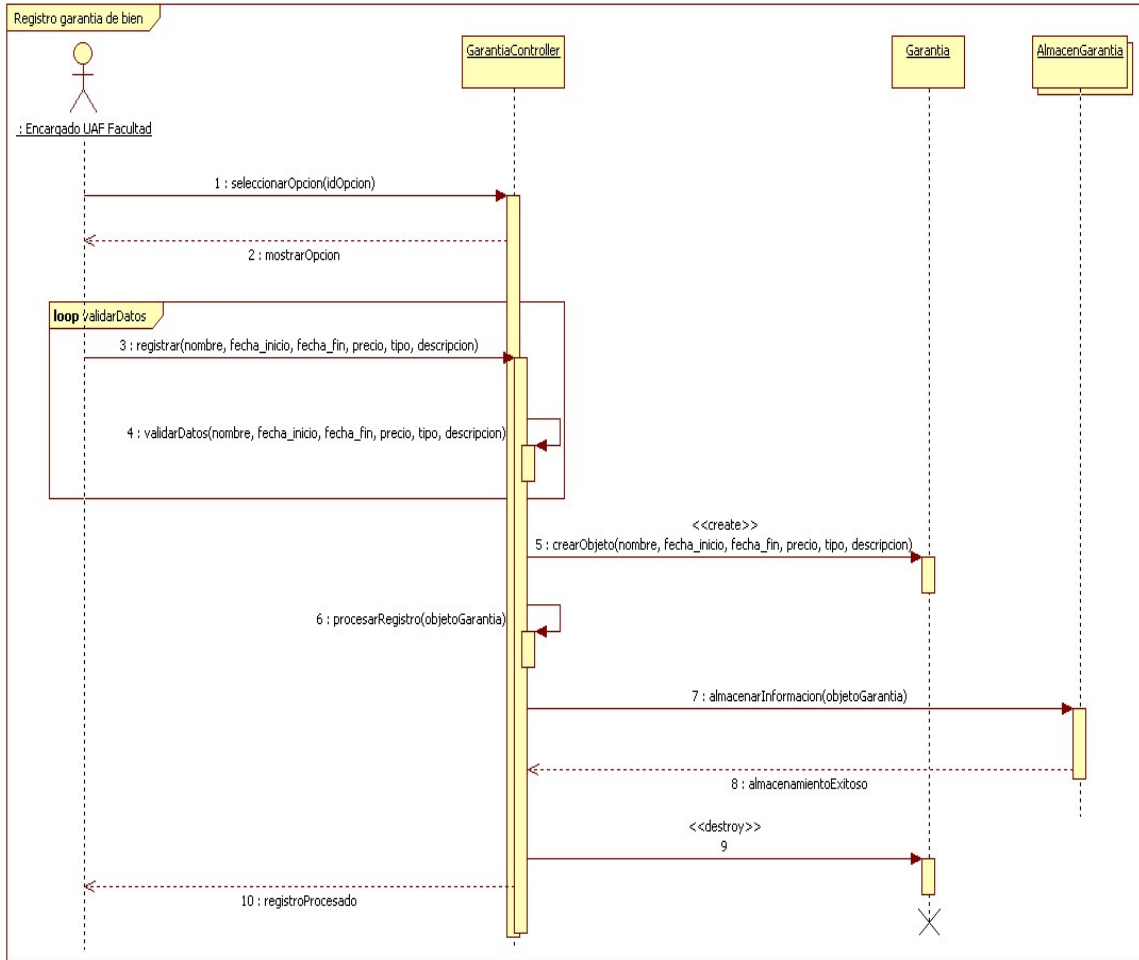 Registro garantia de bien
GarantiaController
Garantia
AlmacenGarantia
: Encargado UAF Facultad
1 : seleccionarOpcion(idOpcion)
2 : mostrarOpcion
loop validarDatos
3 : registrar(nombre, fecha_inicio, fecha_fin, precio, tipo, descripcion)
4 : validarDatos(nombre, fecha_inicio, fecha_fin, precio, tipo, descripcion)
<<create>>
5 : crearObjeto(nombre, fecha_inicio, fecha_fin, precio, tipo, descripcion)
6 : procesarRegistro(objetoGarantia)
7 : almacenarInformacion(objetoGarantia)
8 : almacenamientoExitoso
<<destroy>>
9
10 : registroProcesado